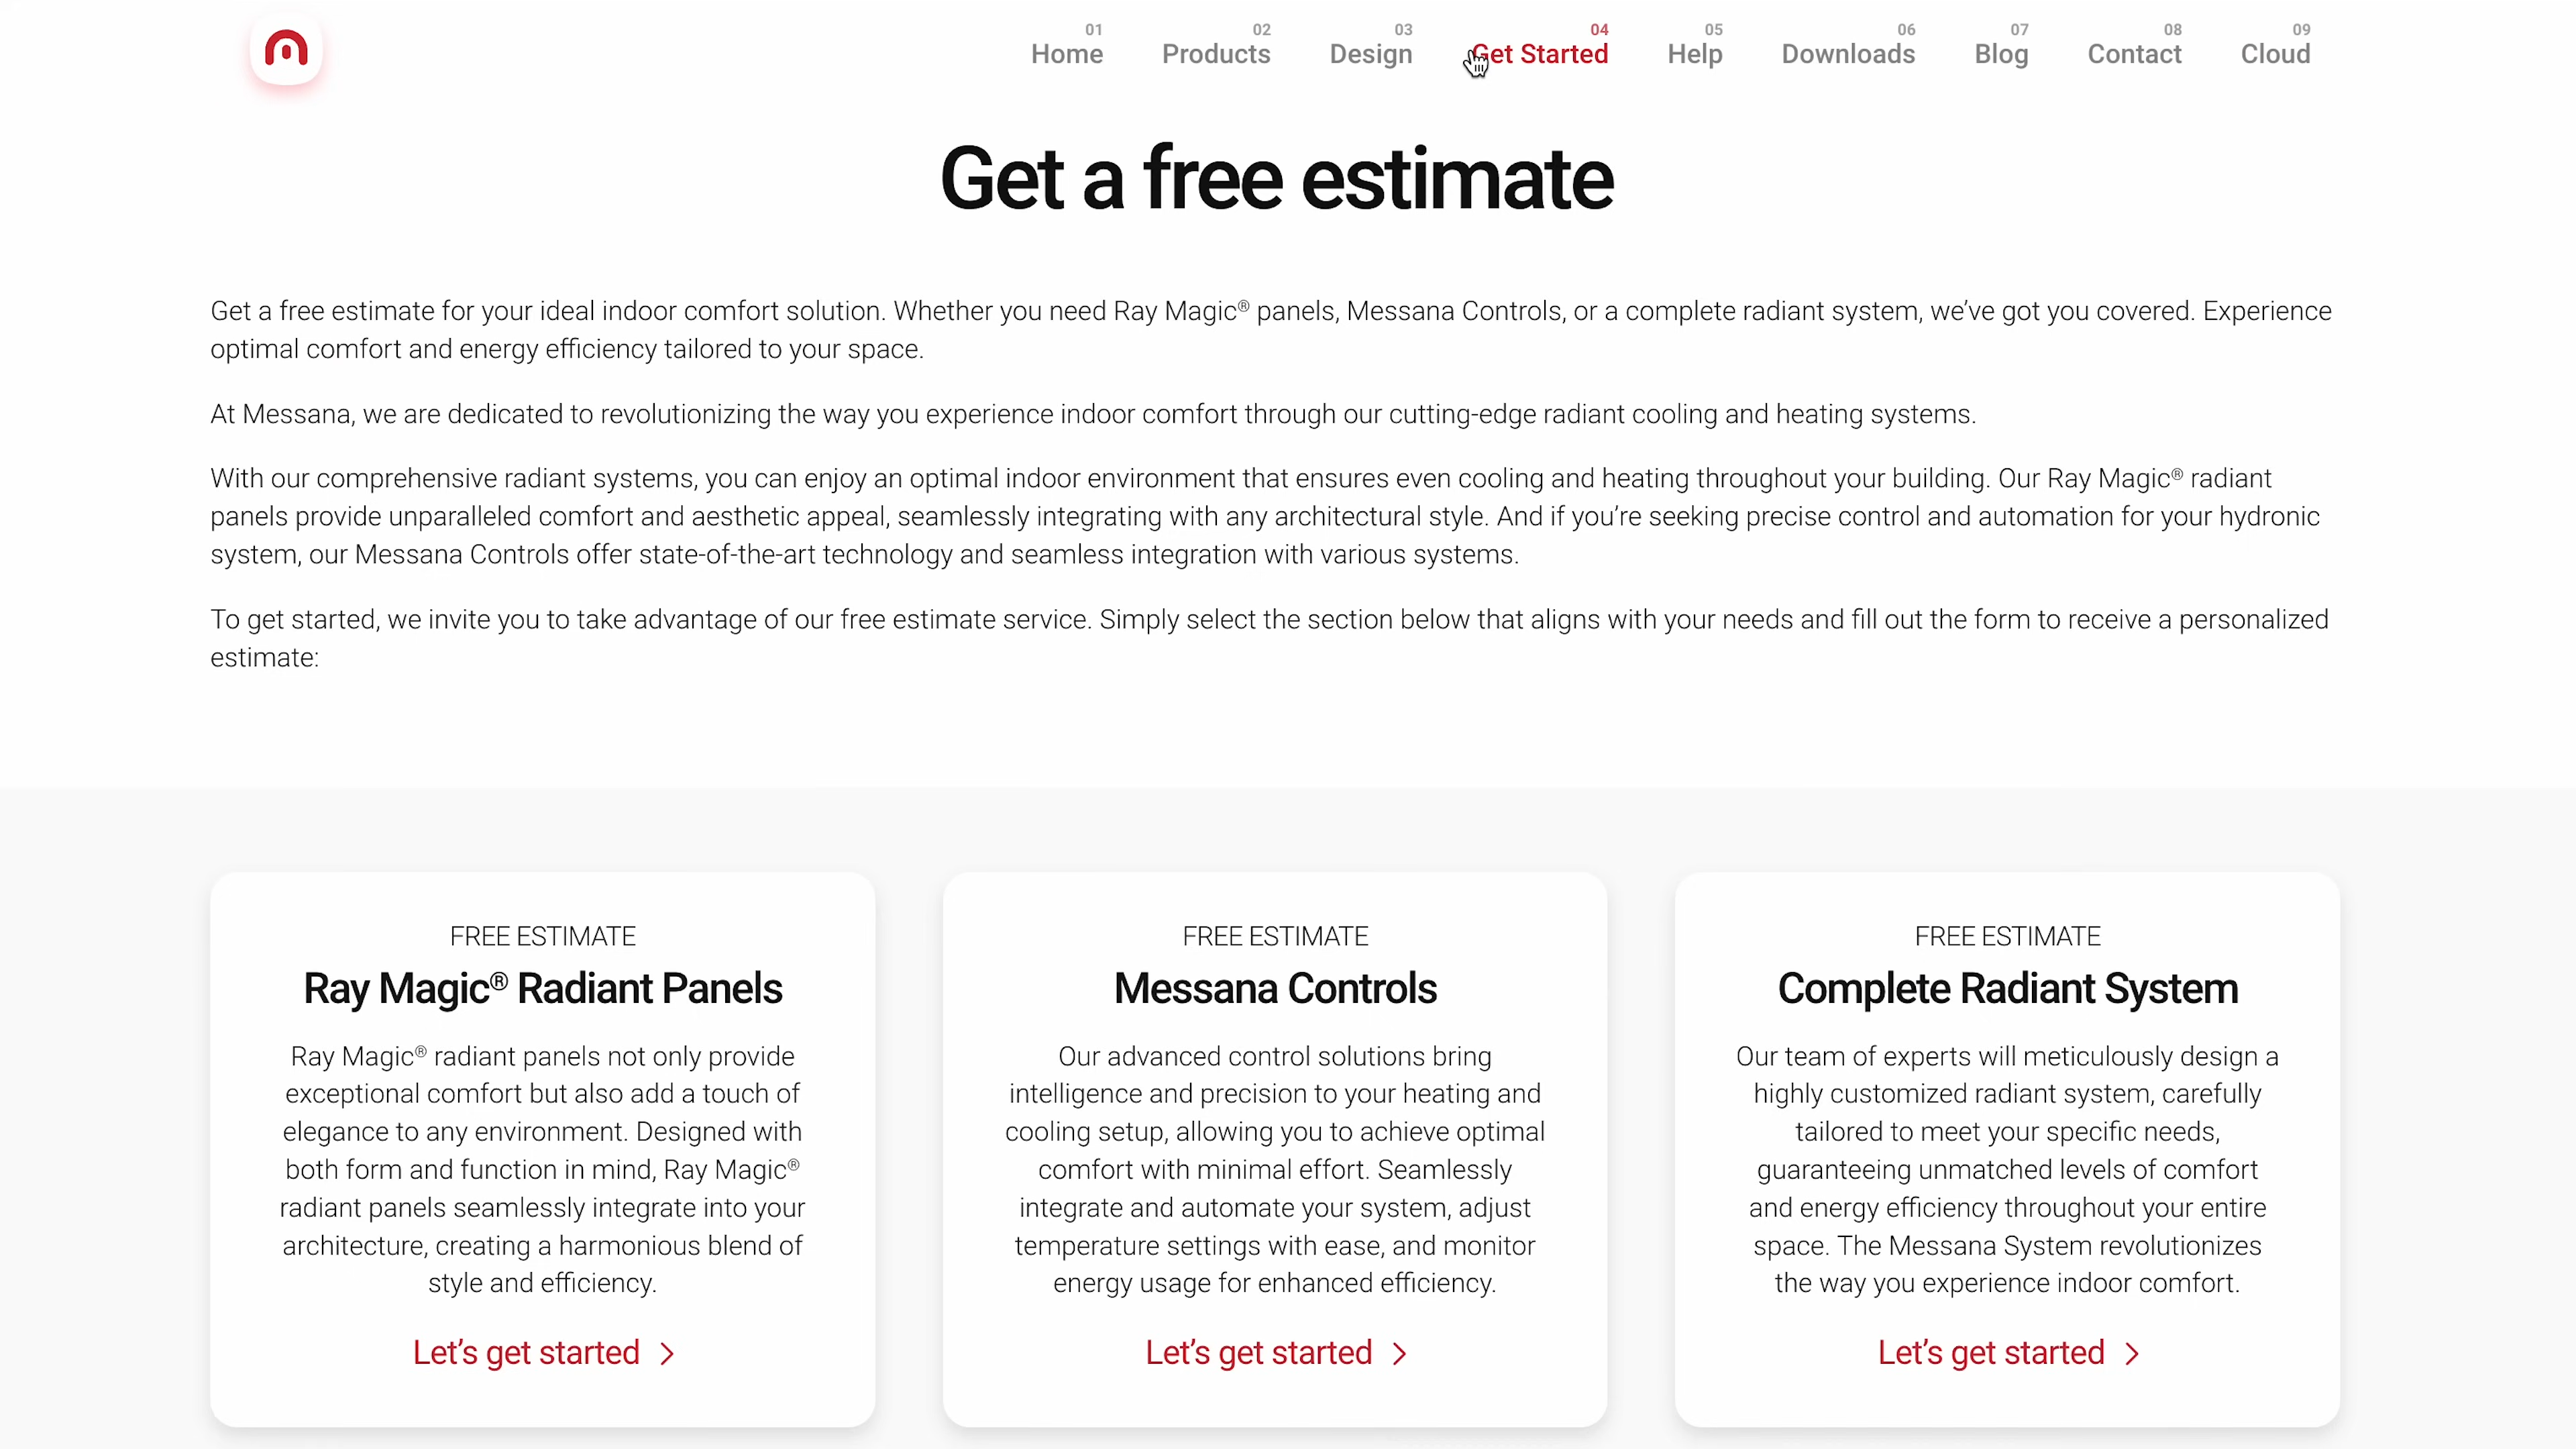 01 02 03 04 05 06 07 08 09
Home Products Design Get Started Help Downloads Blog Contact Cloud
Get a free estimate
Get a free estimate for your ideal indoor comfort solution. Whether you need Ray Magic® panels, Messana Controls, or a complete radiant system, we’ve got you covered. Experience
optimal comfort and energy efficiency tailored to your space.
At Messana, we are dedicated to revolutionizing the way you experience indoor comfort through our cutting-edge radiant cooling and heating systems.
With our comprehensive radiant systems, you can enjoy an optimal indoor environment that ensures even cooling and heating throughout your building. Our Ray Magic® radiant
panels provide unparalleled comfort and aesthetic appeal, seamlessly integrating with any architectural style. And if you’re seeking precise control and automation for your hydronic
system, our Messana Controls offer state-of-the-art technology and seamless integration with various systems.
To get started, we invite you to take advantage of our free estimate service. Simply select the section below that aligns with your needs and fill out the form to receive a personalized
estimate:
FREE ESTIMATE
Ray Magic® Radiant Panels
Ray Magic® radiant panels not only provide
exceptional comfort but also add a touch of
elegance to any environment. Designed with
both form and function in mind, Ray Magic®
radiant panels seamlessly integrate into your
architecture, creating a harmonious blend of
style and efficiency.
Let’s get started
FREE ESTIMATE
Messana Controls
Our advanced control solutions bring
intelligence and precision to your heating and
cooling setup, allowing you to achieve optimal
comfort with minimal effort. Seamlessly
integrate and automate your system, adjust
temperature settings with ease, and monitor
energy usage for enhanced efficiency.
Let’s get started
FREE ESTIMATE
Complete Radiant System
Our team of experts will meticulously design a
highly customized radiant system, carefully
tailored to meet your specific needs,
guaranteeing unmatched levels of comfort
and energy efficiency throughout your entire
space. The Messana System revolutionizes
the way you experience indoor comfort.
Let’s get started